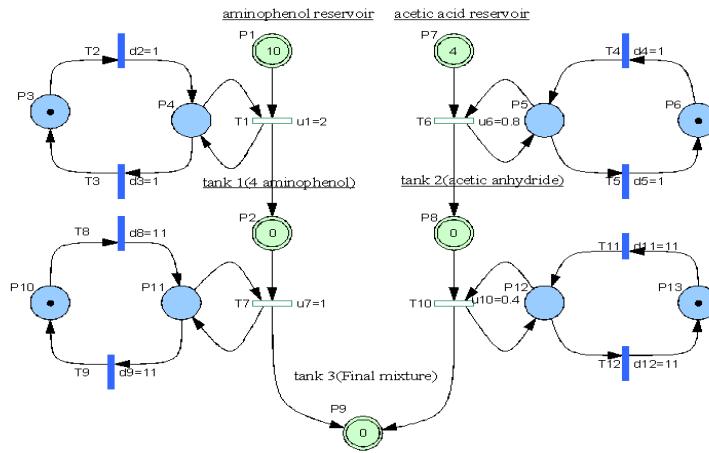 aminophenol reservoir acetic acid reservoir
P1 P7
T2 d2=1 10 4 T4 d4=1
P3 P4 P5 P6
T1 u1=2 T6 u6=0.8
T3 d3=1 T5 d5=1
tank 1(4 aminophenol) tank 2(acetic anhydride)
P2 P8
T8 d8=11 0 0 T11 d11=11
P10 P11 P12 P13
T7 u7=1 T10 u10=0.4
T9 d9=11 T12 d12=11
tank 3(Final mixture)
P9
0